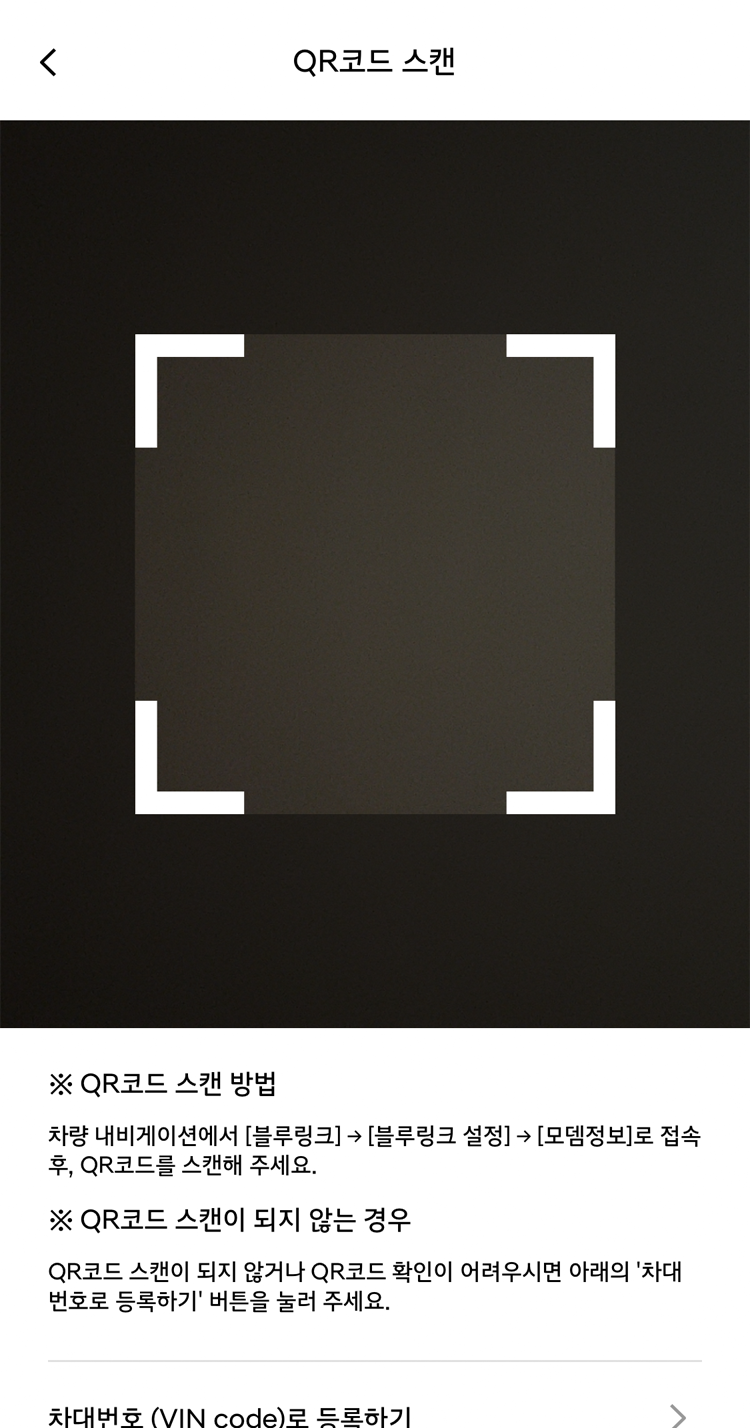 QR코드 스캔
※ QR코드 스캔 방법
차량 내비게이션에서 [블루링크] → [블루링크 설정] → [모뎀정보]로 접속
후, QR코드를 스캔해 주세요.
※ QR코드 스캔이 되지 않는 경우
QR코드 스캔이 되지 않거나 QR코드 확인이 어려우시면 아래의 '차대
번호로 등록하기' 버튼을 눌러 주세요.
차대번호 (VIN code)로 등록하기